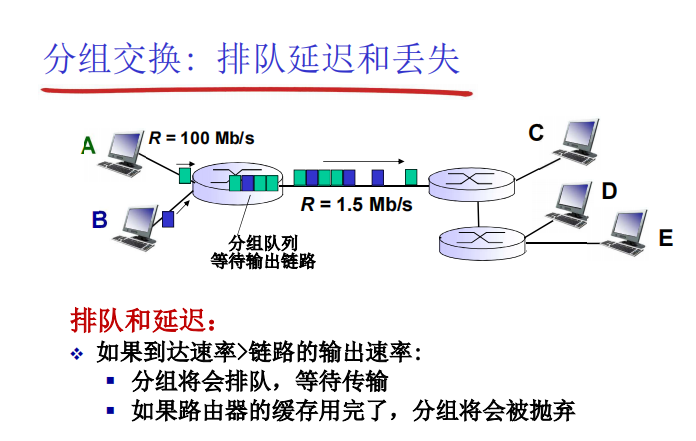 分组交换：排队延迟和丢失
A
R = 100 Mb/s
B
R = 1.5 Mb/s
分组队列
等待输出链路
C
D
E
排队和延迟：
❖ 如果到达速率>链路的输出速率:
▪ 分组将会排队，等待传输
▪ 如果路由器的缓存用完了，分组将会被抛弃